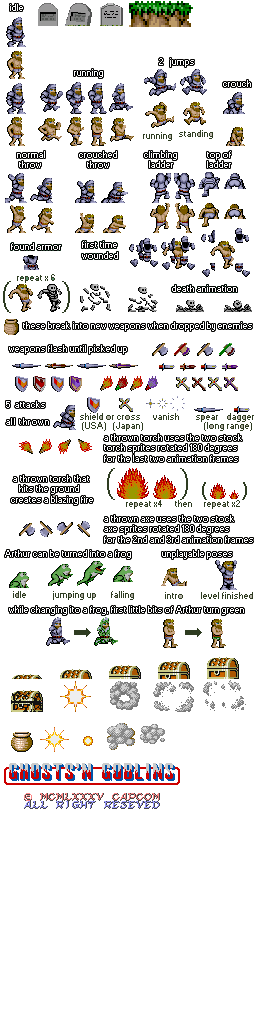 idle
2 jumps
running
crouch
running
standing
normal throw
crouched throw
climbing ladder
top of ladder
found armor
first time wounded
repeat x 6
death animation
these break into new weapons when dropped by enemies
weapons flash until picked up
5 attacks
all thrown
shield or cross
(USA) (Japan)
vanish
spear dagger
(long range)
a thrown torch uses the two stock
torch sprites rotated 180 degrees
for the last two animation frames
a thrown torch that
hits the ground
creates a blazing fire
repeat x4 then repeat x2
a thrown axe uses the two stock
axe sprites rotated 180 degrees
for the 2nd and 3rd animation frames
Arthur can be turned into a frog
unplayable poses
idle jumping up falling
intro level finished
while changing ito a frog, first little bits of Arthur turn green
GHOSTS'N GOBLINS
© MCMLXXXV CAPCOM
ALL RIGHT RESEVED